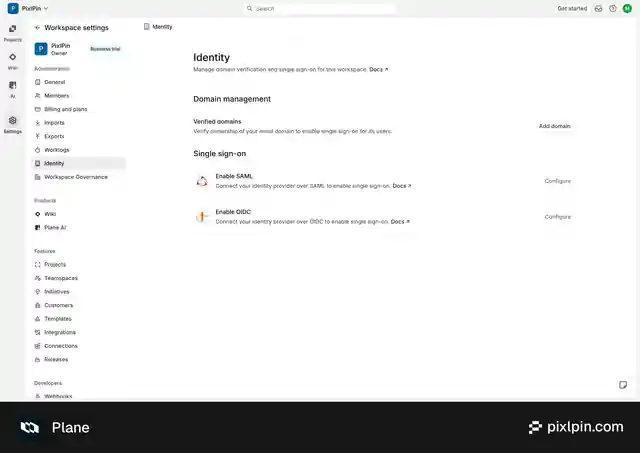 PixlPin
Search
Get started
Projects
Wiki
AI
Settings
Workspace settings
PixlPin
Owner
Business trial
Administration
General
Members
Billing and plans
Imports
Exports
Worklogs
Identity
Workspace Governance
Products
Wiki
Plane AI
Features
Projects
Teamspaces
Initiatives
Customers
Templates
Integrations
Connections
Releases
Developers
Webhooks
Identity
Identity
Manage domain verification and single sign-on for this workspace. Docs ↗
Domain management
Verified domains
Verify ownership of your email domain to enable single sign-on for its users.
Add domain
Single sign-on
Enable SAML
Connect your identity provider over SAML to enable single sign-on. Docs ↗
Configure
Enable OIDC
Connect your identity provider over OIDC to enable single sign-on. Docs ↗
Configure
Plane
pixlpin.com